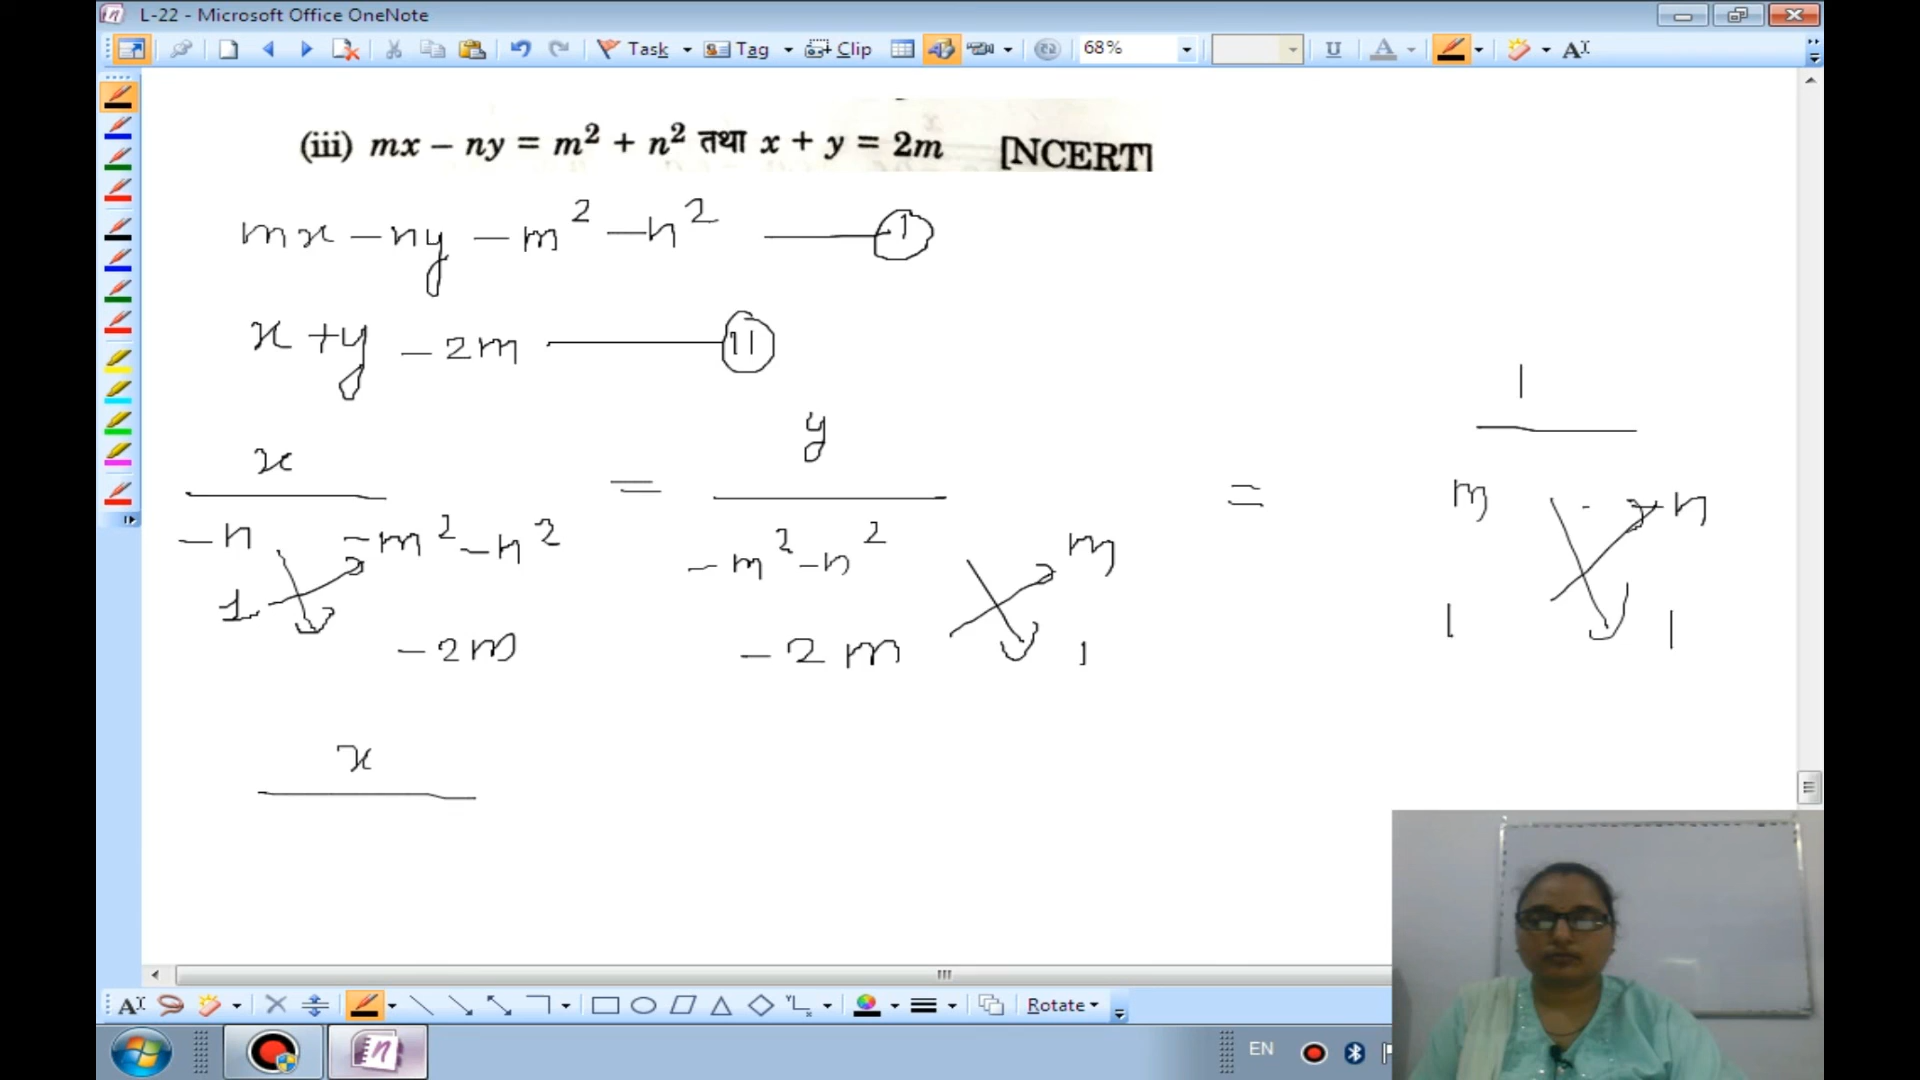 L-22 - Microsoft Office OneNote
Task Tag Clip 68% U A A
(iii) mx − ny = m² + n² तथा x + y = 2m [NCERT]
mx − ny − m² − n² —— ①
x + y − 2m —— ⑪
x = y = 1
−n −m² −n² −m² −n² m m − −n
1 −2m −2m 1 1 1
x
A Rotate
EN